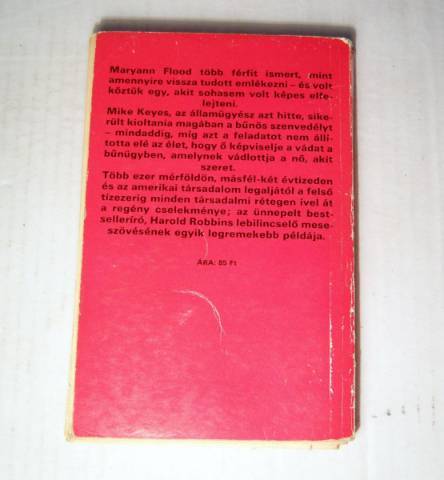 Maryann Flood több férfit ismert, mint
amennyire vissza tudott emlékezni – és volt
köztük egy, akit sohasem volt képes elfe-
lejteni.
Mike Keyes, az államügyész azt hitte, sike-
rült kioltania magában a bűnös szenvedélyt
– mindaddig, míg azt a feladatot nem állí-
totta elé az élet, hogy ő képviselje a vádat a
bűnügyben, amelynek vádlottja a nő, akit
szeret.
Több ezer mérföldön, másfél-két évtizeden
és az amerikai társadalom legaljától a felső
tízezerig minden társadalmi rétegen ível át
a regény cselekménye; az ünnepelt best-
selleríró, Harold Robbins lebilincselő mese-
szövésének egyik legremekebb példája.
ÁRA: 85 Ft